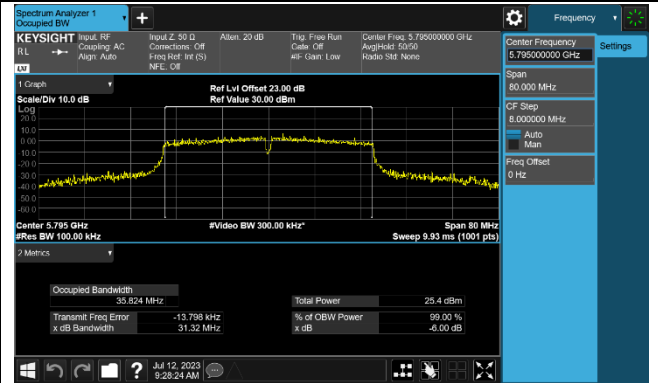 Spectrum Analyzer 1
Occupied BW
+
Frequency
KEYSIGHT
RL
LXI
Input: RF
Coupling: AC
Align: Auto
Input Z: 50 Ω
Corrections: Off
Freq Ref: Int (S)
NFE: Off
Atten: 20 dB
Trig: Free Run
Gate: Off
#IF Gain: Low
Center Freq: 5.795000000 GHz
Avg|Hold: 50/50
Radio Std: None
Center Frequency
5.795000000 GHz
Settings
Span
80.000 MHz
CF Step
8.000000 MHz
Auto
Man
Freq Offset
0 Hz
1 Graph
Scale/Div 10.0 dB
Ref Lvl Offset 23.00 dB
Ref Value 30.00 dBm
Log
20.0
10.0
0.00
-10.0
-20.0
-30.0
-40.0
-50.0
-60.0
Center 5.795 GHz
#Res BW 100.00 kHz
#Video BW 300.00 kHz*
Span 80 MHz
Sweep 9.93 ms (1001 pts)
2 Metrics
Occupied Bandwidth
35.824 MHz
Total Power 25.4 dBm
Transmit Freq Error -13.798 kHz
% of OBW Power 99.00 %
x dB Bandwidth 31.32 MHz
x dB -6.00 dB
?
Jul 12, 2023
9:28:24 AM